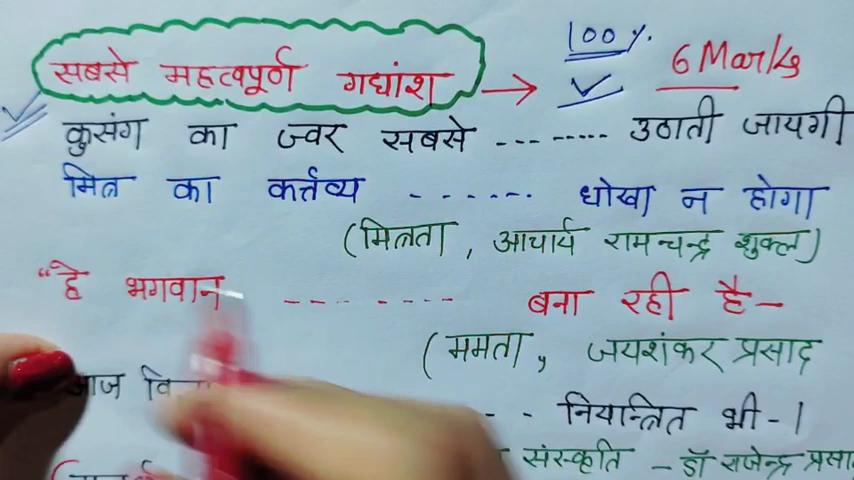 100 %.
सबसे महत्वपूर्ण गद्यांश → 6 Marks
कुसंग का ज्वर सबसे --------- उठाती जायगी
मित्र का कर्त्तव्य - - - - - - . धोखा न होगा
(मित्रता , आचार्य रामचन्द्र शुक्ल)
“हे भगवान - - - - - - - - - बना रही है-
(ममता, जयशंकर प्रसाद
आज - - नियान्त्रित भी-।
संस्कृति - डॉ राजेन्द्र प्रसा